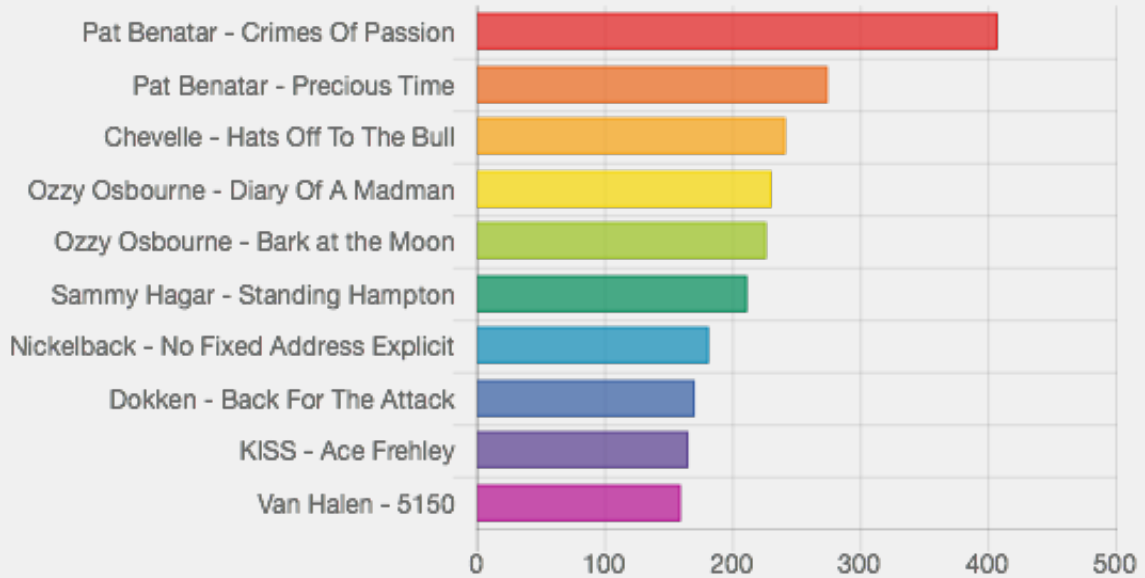 Pat Benatar - Crimes Of Passion
Pat Benatar - Precious Time
Chevelle - Hats Off To The Bull
Ozzy Osbourne - Diary Of A Madman
Ozzy Osbourne - Bark at the Moon
Sammy Hagar - Standing Hampton
Nickelback - No Fixed Address Explicit
Dokken - Back For The Attack
KISS - Ace Frehley
Van Halen - 5150
0 100 200 300 400 500